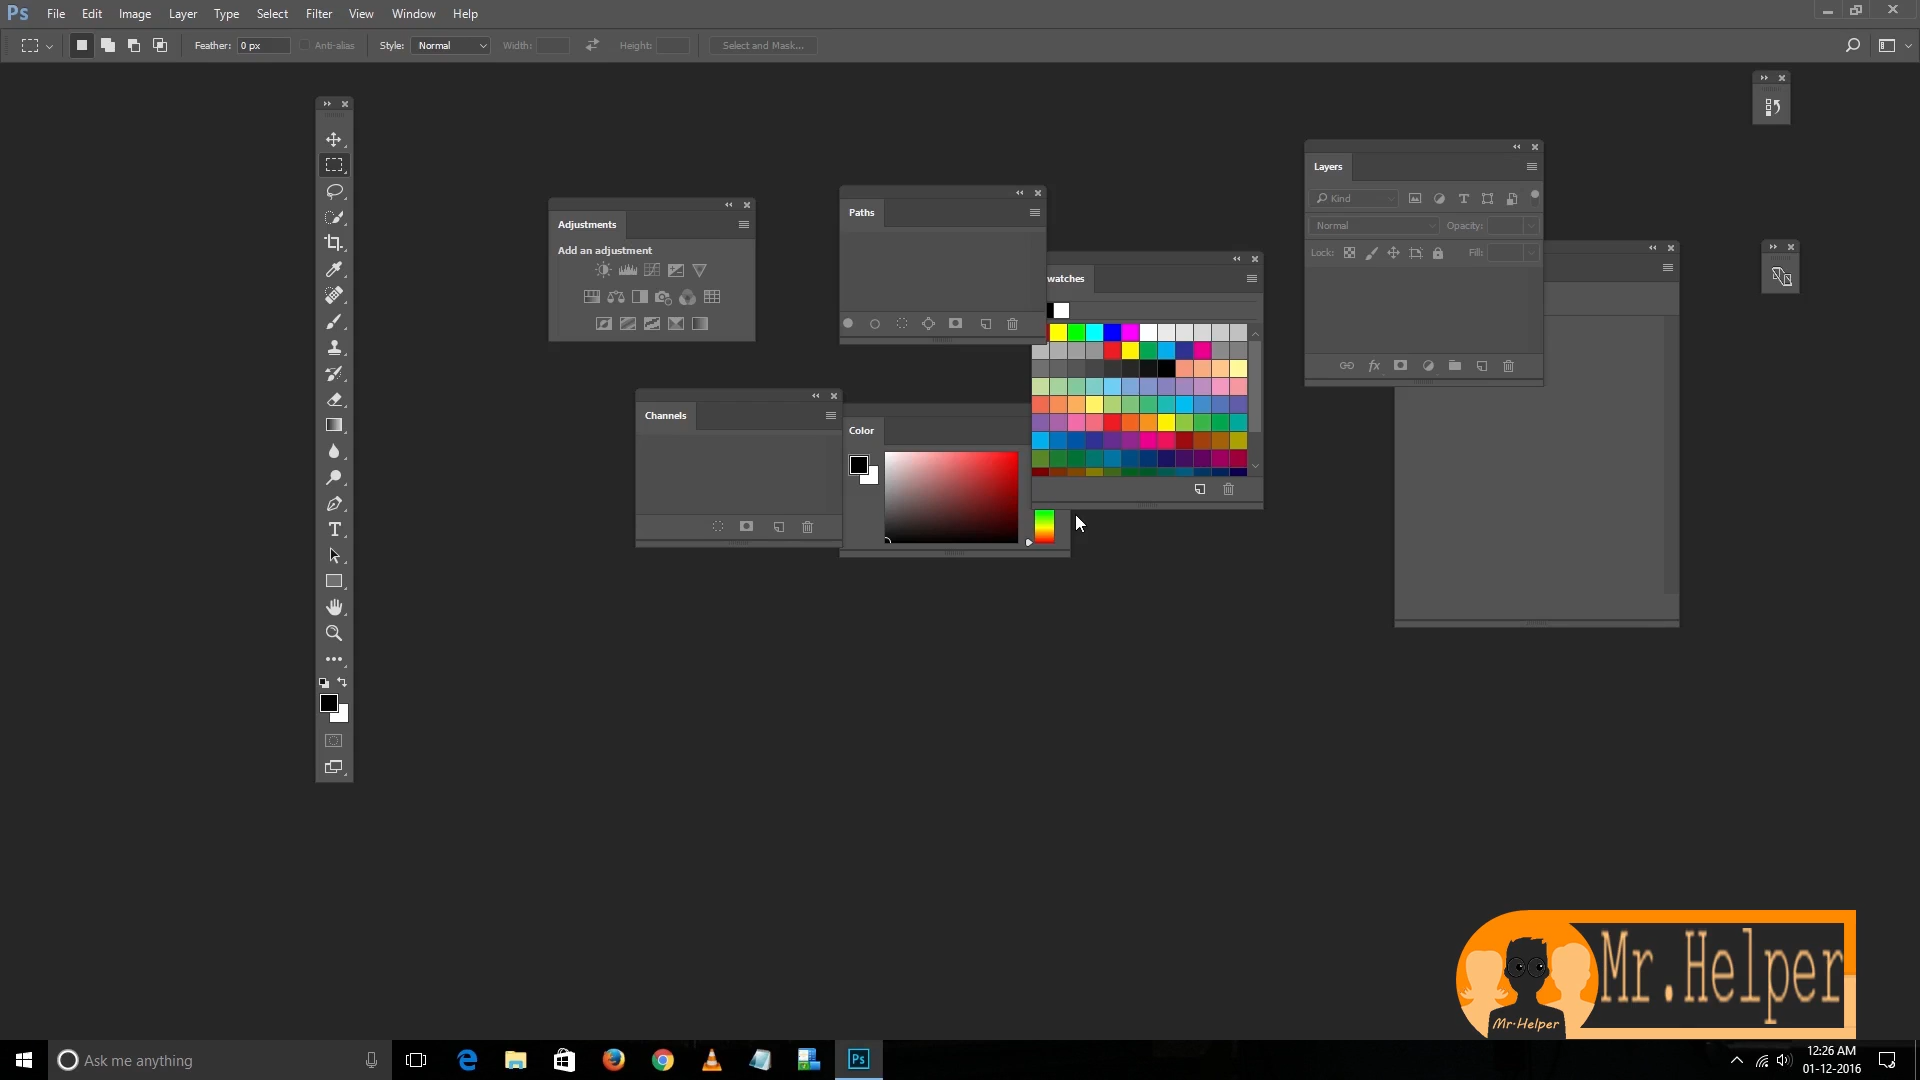 Ps File Edit Image Layer Type Select Filter View Window Help
Feather: 0 px Anti-alias Style: Normal Width: Height: Select and Mask...
Layers
Kind
Normal Opacity:
Lock: Fill:
Paths
Adjustments
Add an adjustment
watches
Channels
Color
fx
Mr.Helper
Mr-Helper
Ask me anything
Ps
12:26 AM
01-12-2016